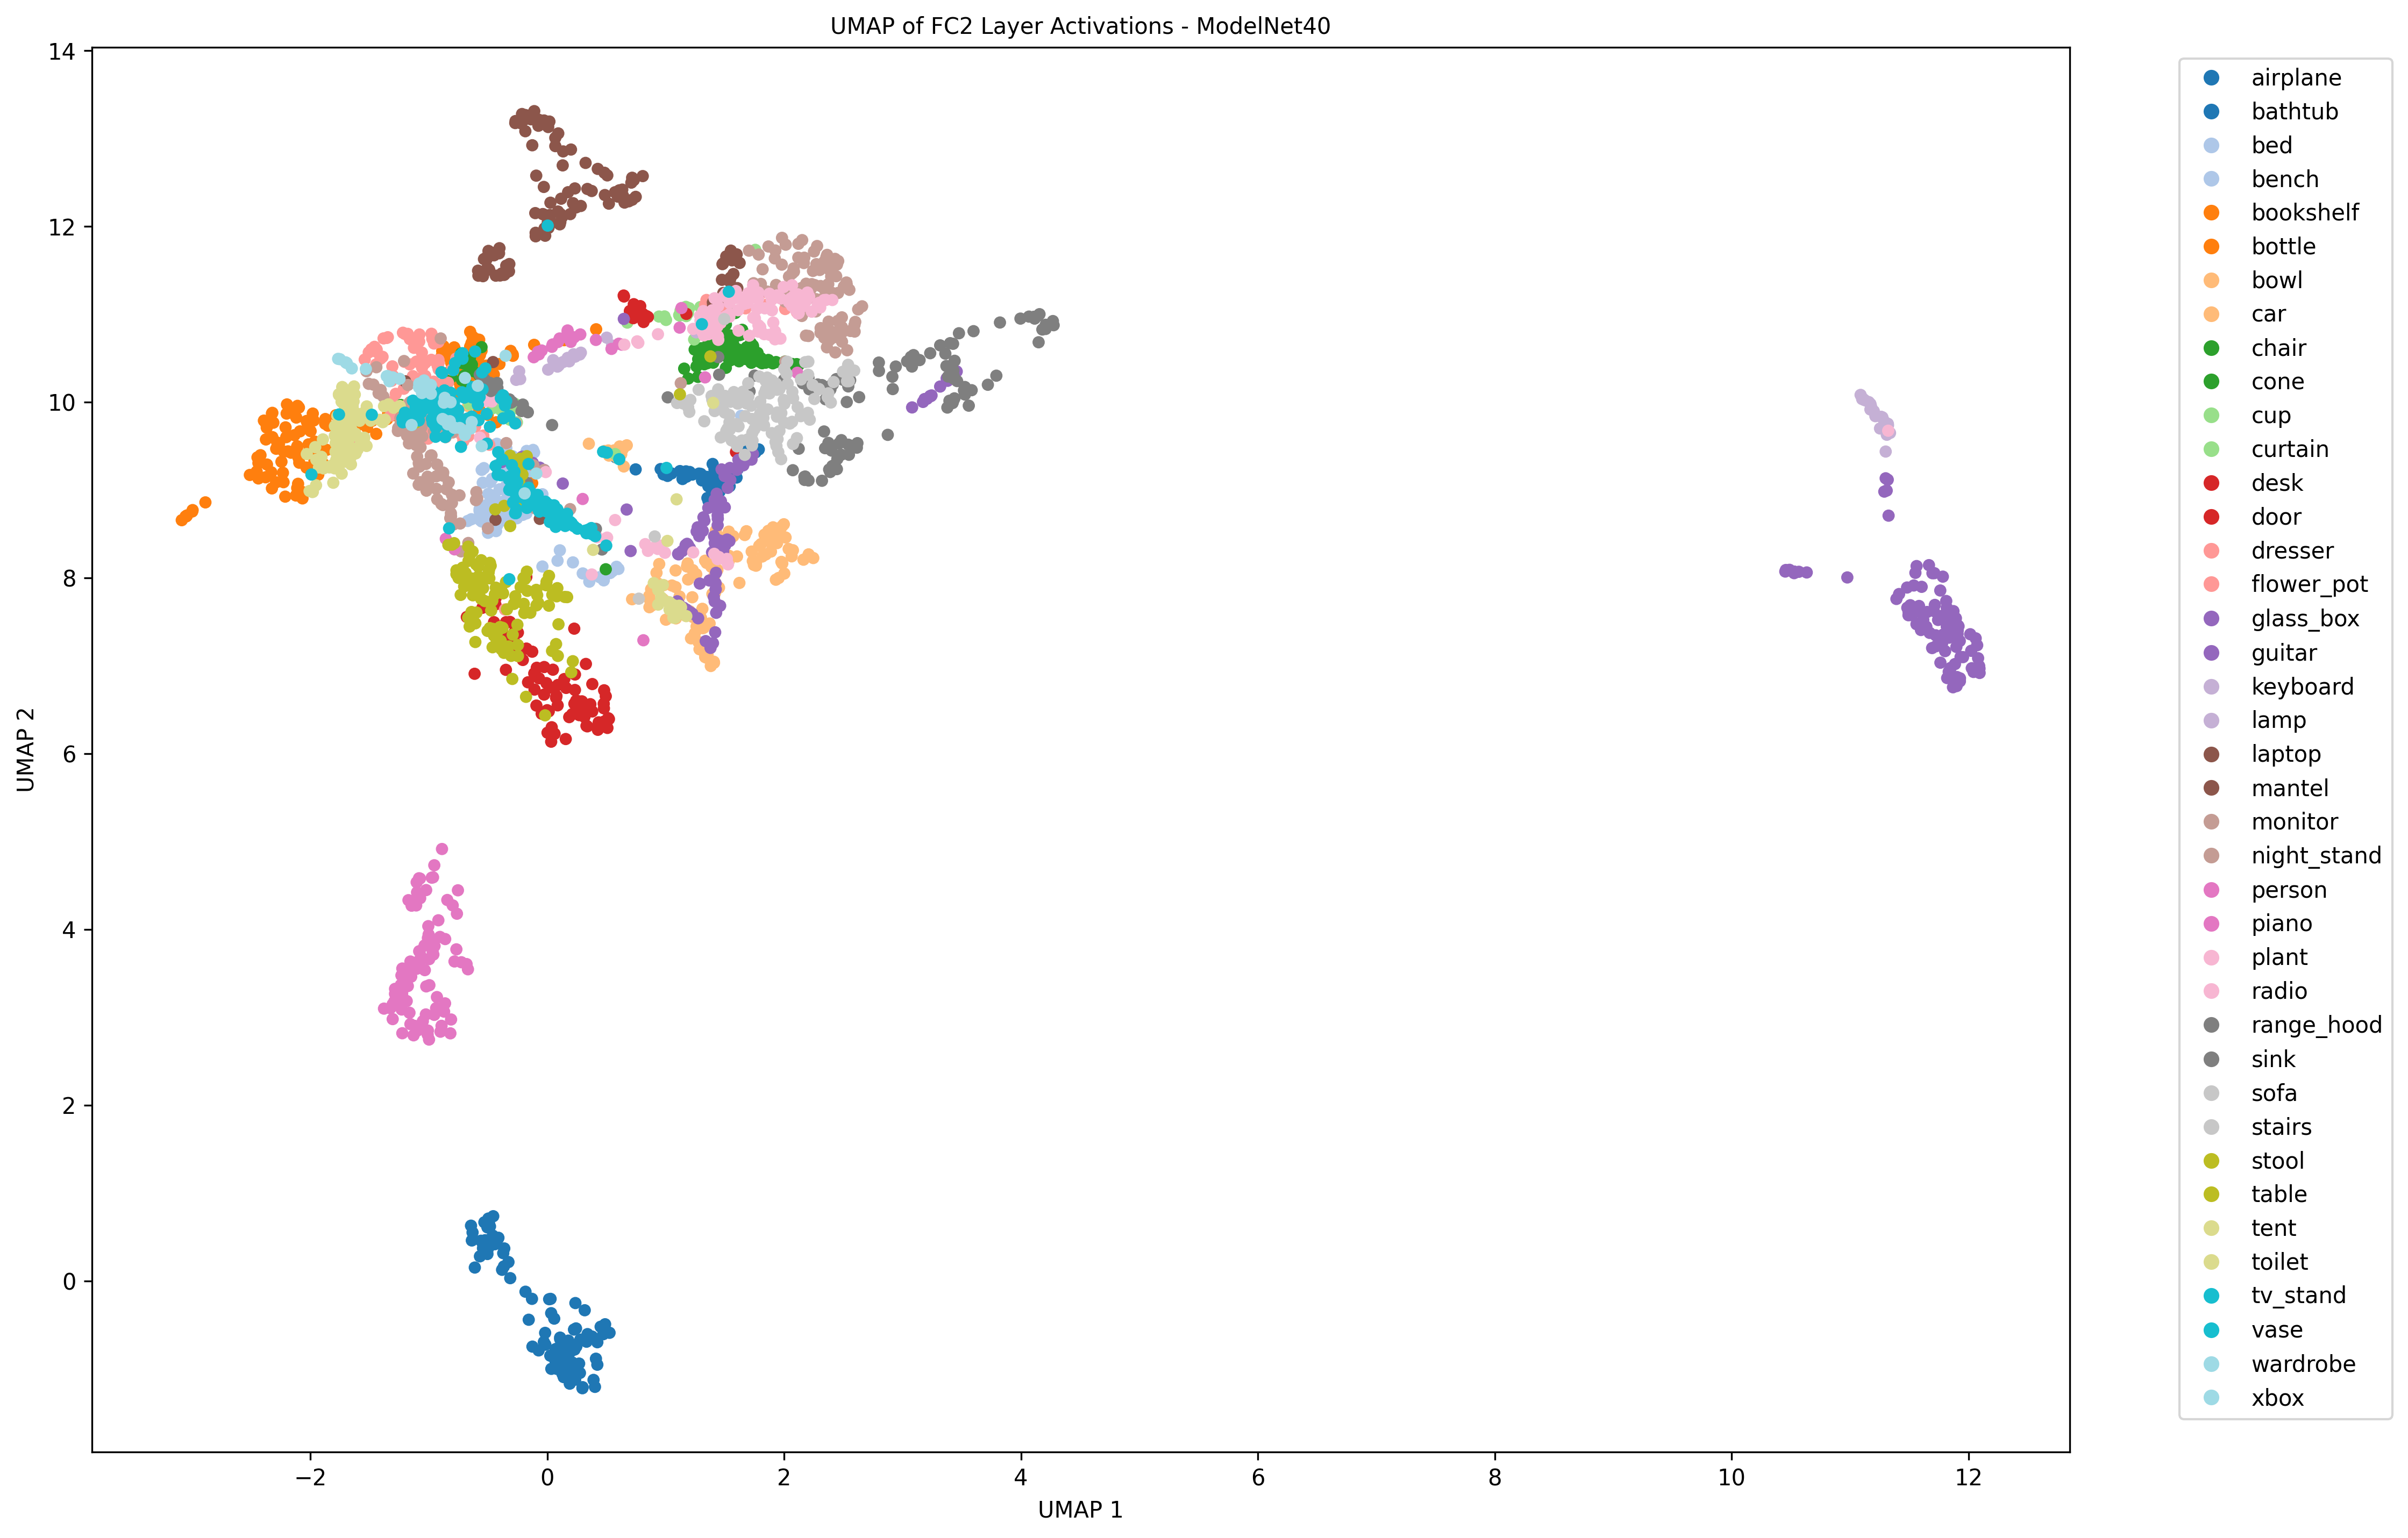 UMAP of FC2 Layer Activations - ModelNet40
14
12
10
8
6
4
2
0
UMAP 2
−2
0
2
4
6
8
10
12
UMAP 1
airplane
bathtub
bed
bench
bookshelf
bottle
bowl
car
chair
cone
cup
curtain
desk
door
dresser
flower_pot
glass_box
guitar
keyboard
lamp
laptop
mantel
monitor
night_stand
person
piano
plant
radio
range_hood
sink
sofa
stairs
stool
table
tent
toilet
tv_stand
vase
wardrobe
xbox